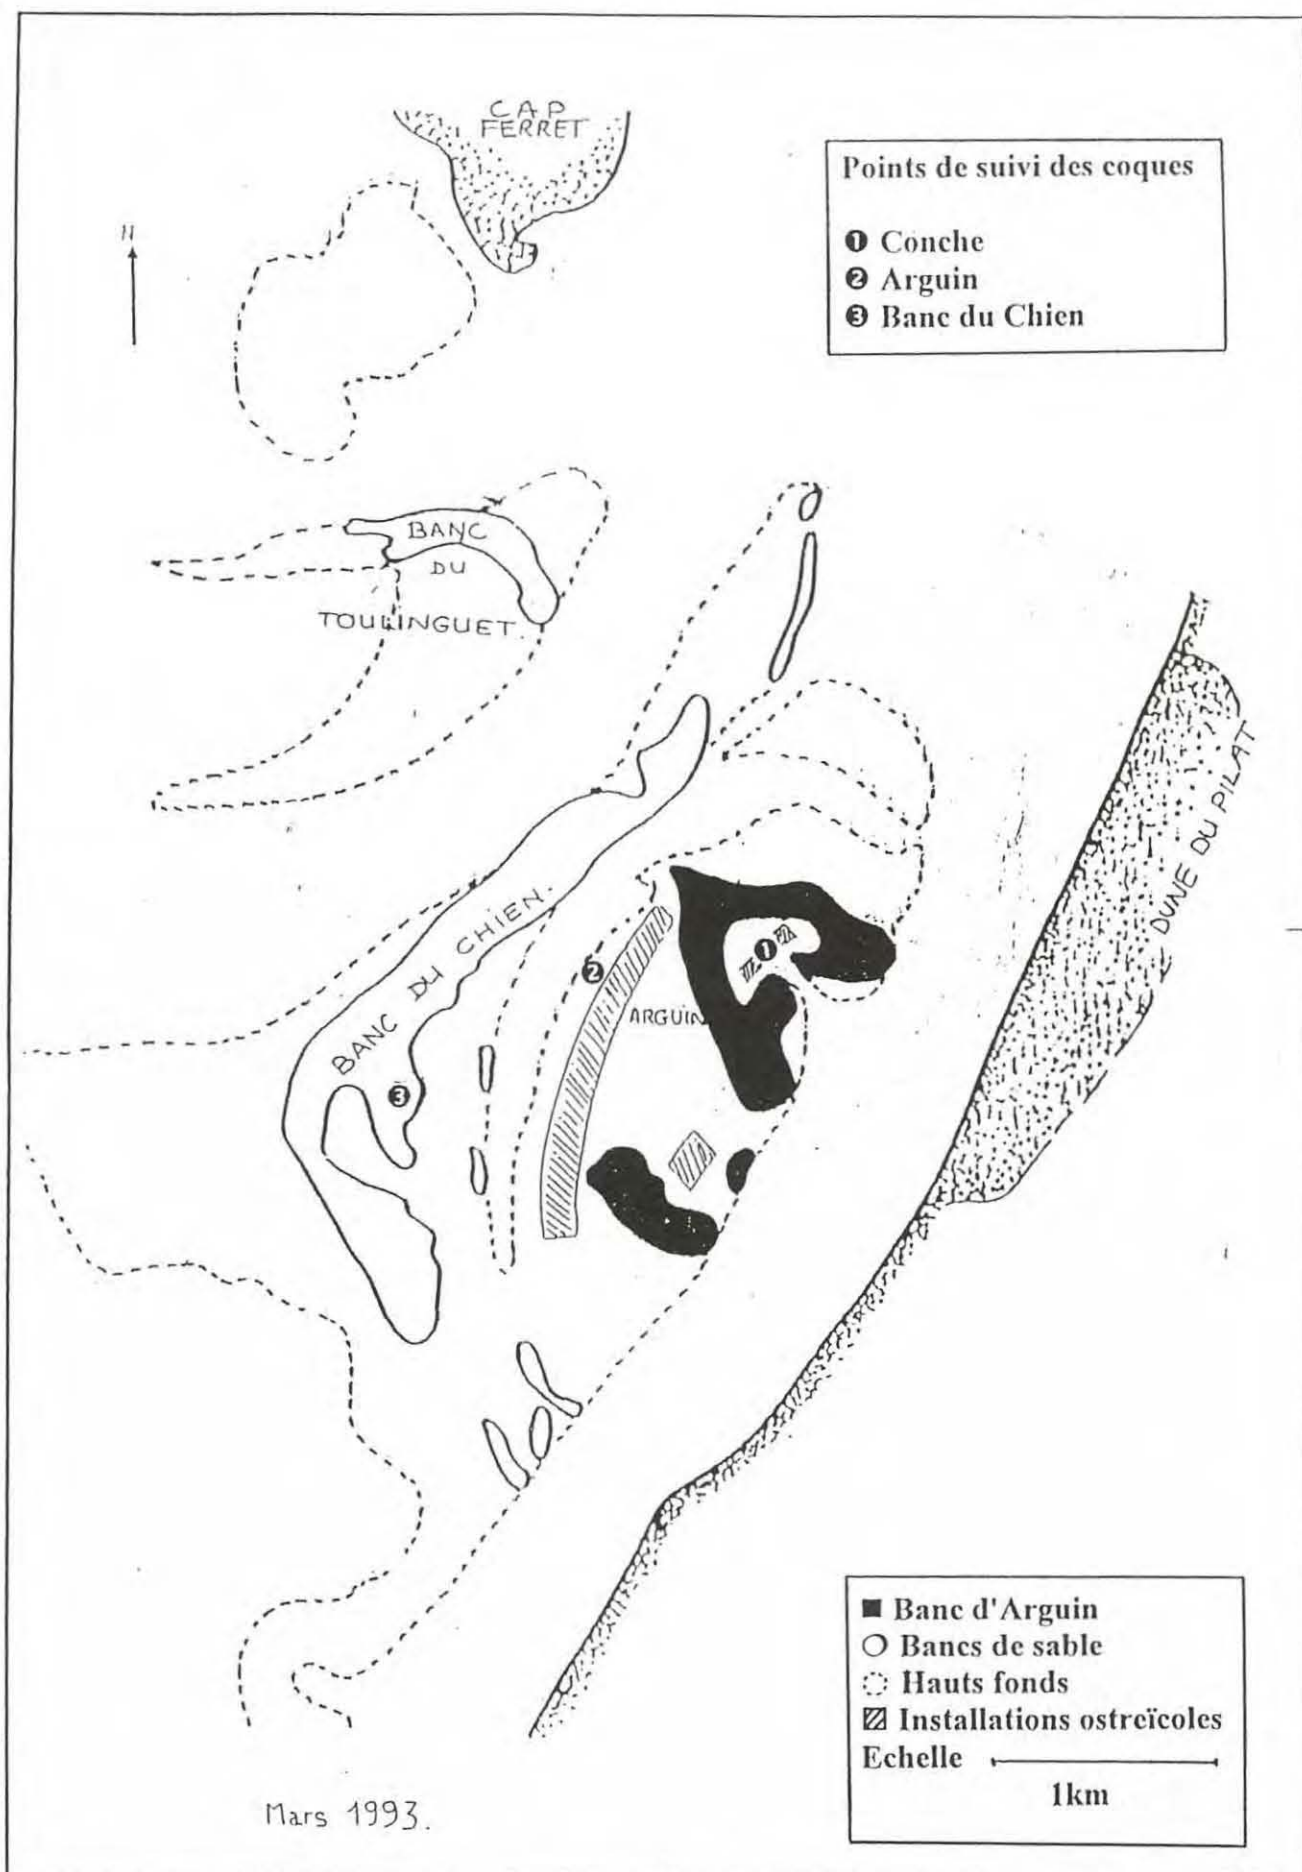 CAP
FERRET
Points de suivi des coques
❶ Conche
❷ Arguin
❸ Banc du Chien
N
BANC
DU
TOULINGUET.
DUNE DU PILAT
BANC DU CHIEN.
❶
❷
ARGUIN
❸
■ Banc d'Arguin
Bancs de sable
Hauts fonds
Installations ostreïcoles
Echelle
1km
Mars 1993.